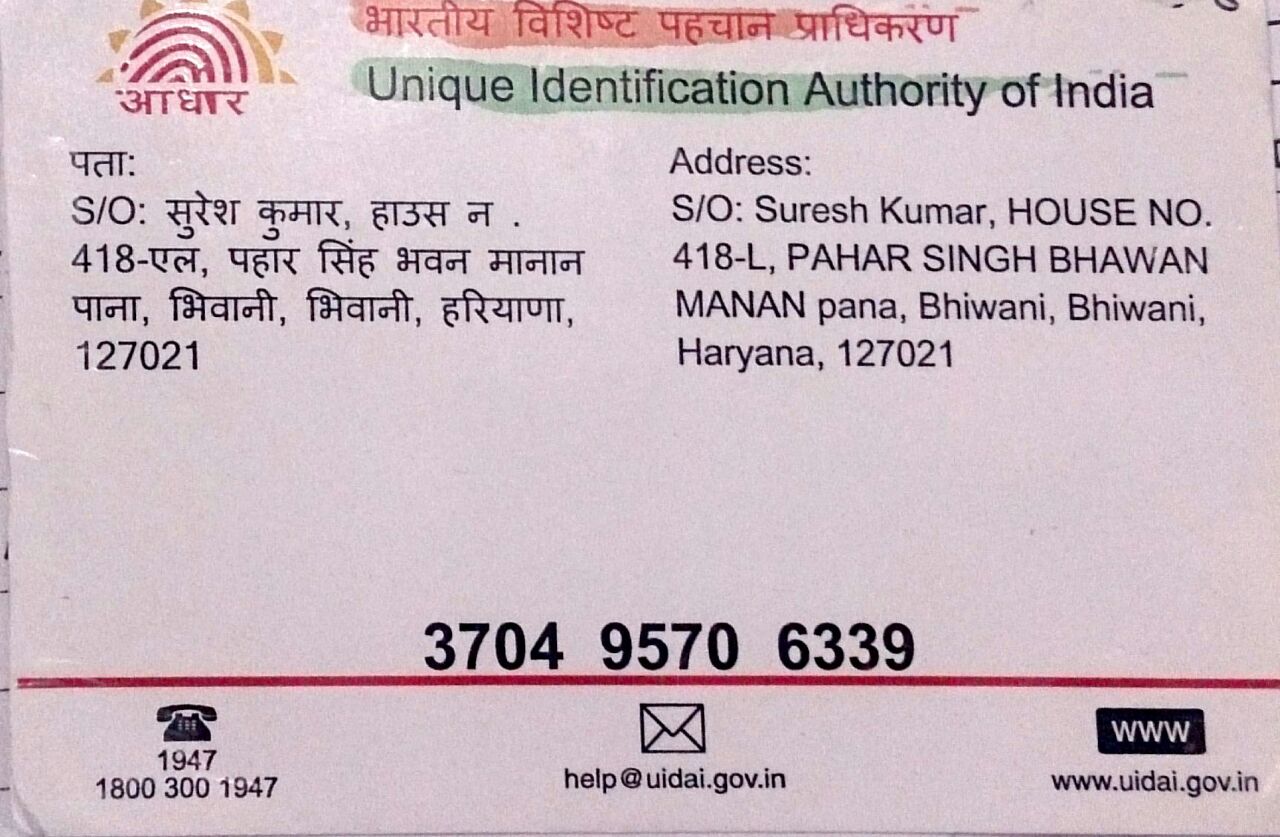 भारतीय विशिष्ट पहचान प्राधिकरण
Unique Identification Authority of India
आधार
पता:
S/O: सुरेश कुमार, हाउस न .
418-एल, पहार सिंह भवन मानान
पाना, भिवानी, भिवानी, हरियाणा,
127021
Address:
S/O: Suresh Kumar, HOUSE NO.
418-L, PAHAR SINGH BHAWAN
MANAN pana, Bhiwani, Bhiwani,
Haryana, 127021
3704 9570 6339
1947
1800 300 1947
help@uidai.gov.in
www
www.uidai.gov.in